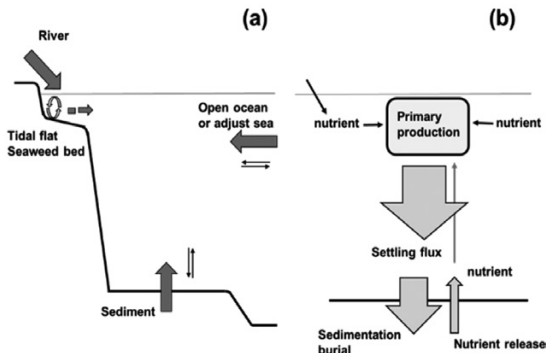 (a)
River
Open ocean
or adjust sea
Tidal flat
Seaweed bed
Sediment
(b)
nutrient
Primary
production
nutrient
Settling flux
nutrient
Sedimentation
burial
Nutrient release